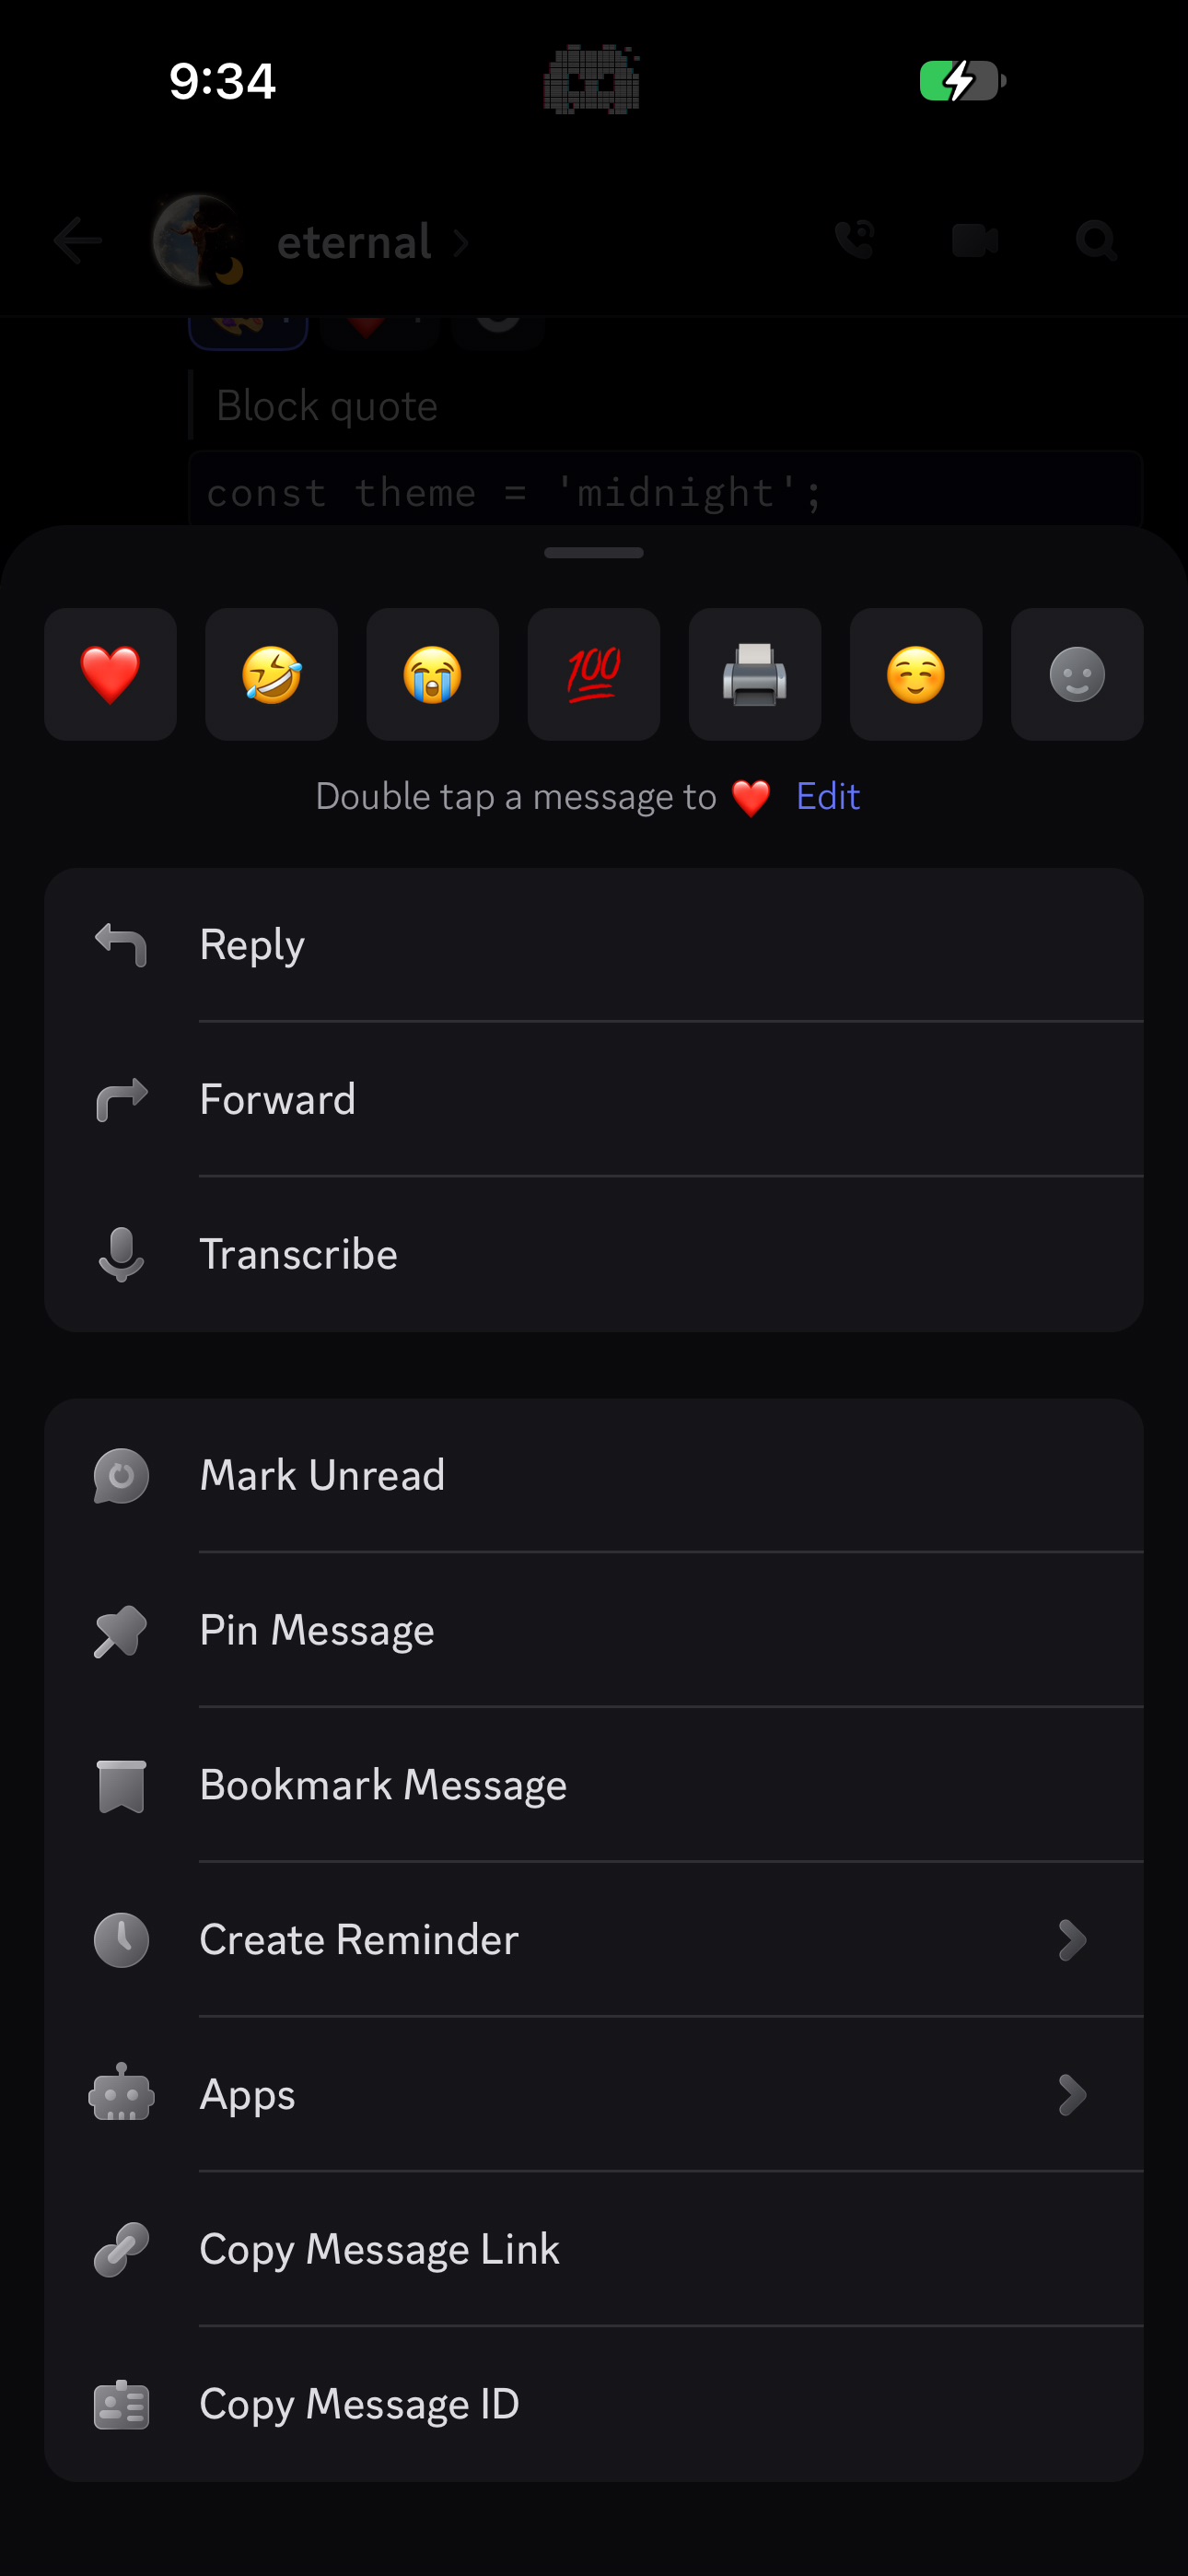 9:34
eternal
Block quote
const theme = 'midnight';
Double tap a message to ❤️ Edit
Reply
Forward
Transcribe
Mark Unread
Pin Message
Bookmark Message
Create Reminder
Apps
Copy Message Link
Copy Message ID